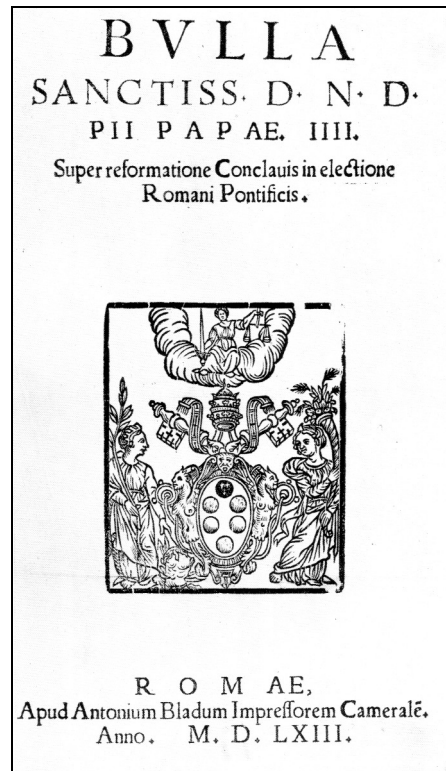 BVLLA
SANCTISS. D. N. D.
PII PAPAE. IIII.
Super reformatione Conclauis in electione
Romani Pontificis.
ROMAE,
Apud Antonium Bladum Impreſſorem Cameralē.
Anno. M. D. LXIII.